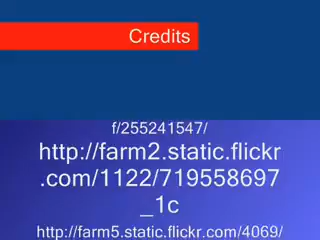 Credits
f/255241547/
http://farm2.static.flickr
.com/1122/719558697
_1c
http://farm5.static.flickr.com/4069/